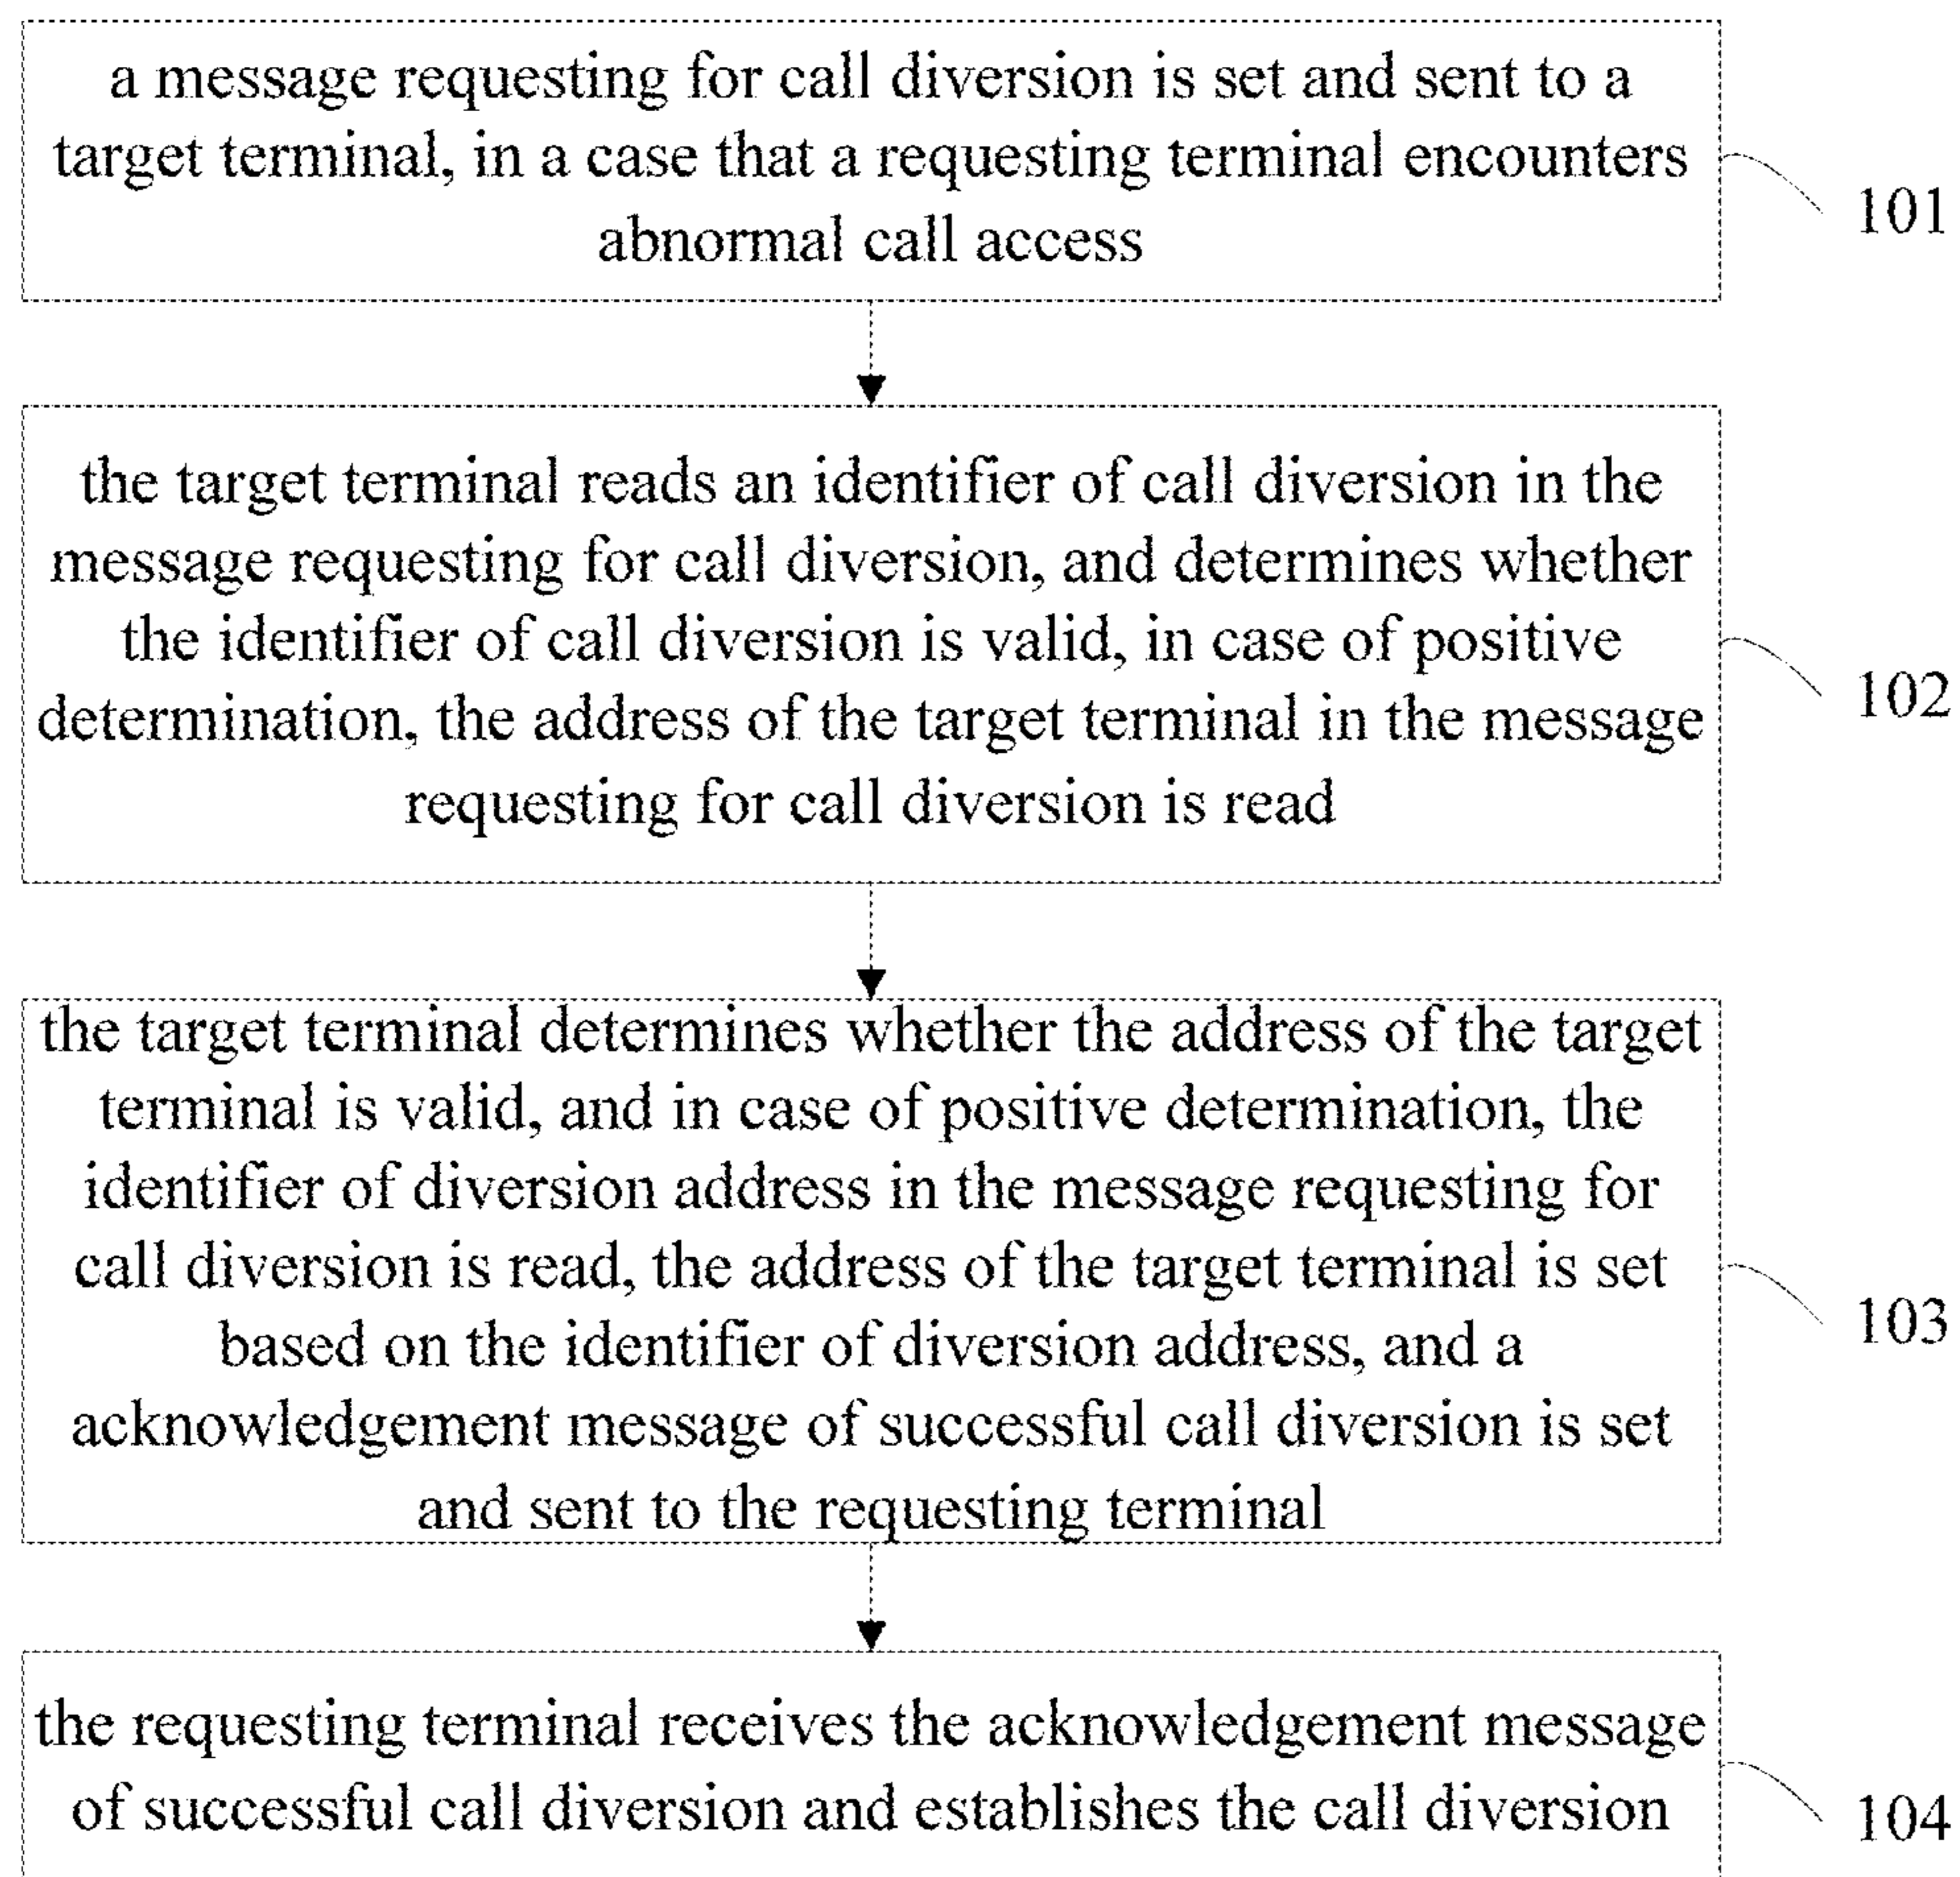 a message requesting for call diversion is set and sent to a
target terminal, in a case that a requesting terminal encounters
abnormal call access
101
the target terminal reads an identifier of call diversion in the
message requesting for call diversion, and determines whether
the identifier of call diversion is valid, in case of positive
determination, the address of the target terminal in the message
requesting for call diversion is read
102
the target terminal determines whether the address of the target
terminal is valid, and in case of positive determination, the
identifier of diversion address in the message requesting for
call diversion is read, the address of the target terminal is set
based on the identifier of diversion address, and a
acknowledgement message of successful call diversion is set
and sent to the requesting terminal
103
the requesting terminal receives the acknowledgement message
of successful call diversion and establishes the call diversion
104